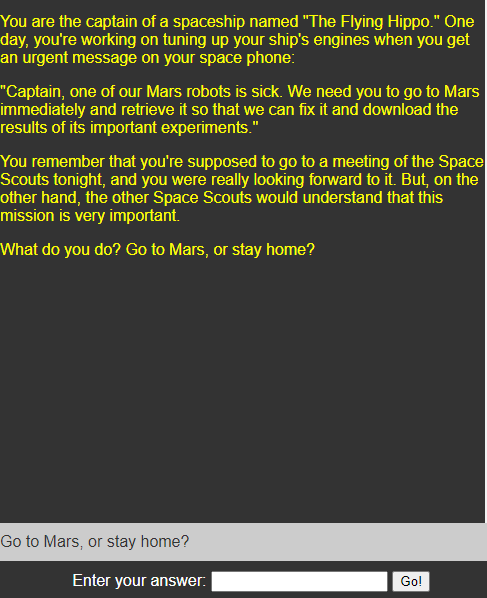 You are the captain of a spaceship named "The Flying Hippo." One
day, you're working on tuning up your ship's engines when you get
an urgent message on your space phone:
"Captain, one of our Mars robots is sick. We need you to go to Mars
immediately and retrieve it so that we can fix it and download the
results of its important experiments."
You remember that you're supposed to go to a meeting of the Space
Scouts tonight, and you were really looking forward to it. But, on the
other hand, the other Space Scouts would understand that this
mission is very important.
What do you do? Go to Mars, or stay home?
Go to Mars, or stay home?
Enter your answer: Go!